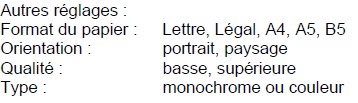 Autres réglages :
Format du papier : Lettre, Légal, A4, A5, B5
Orientation : portrait, paysage
Qualité : basse, supérieure
Type : monochrome ou couleur